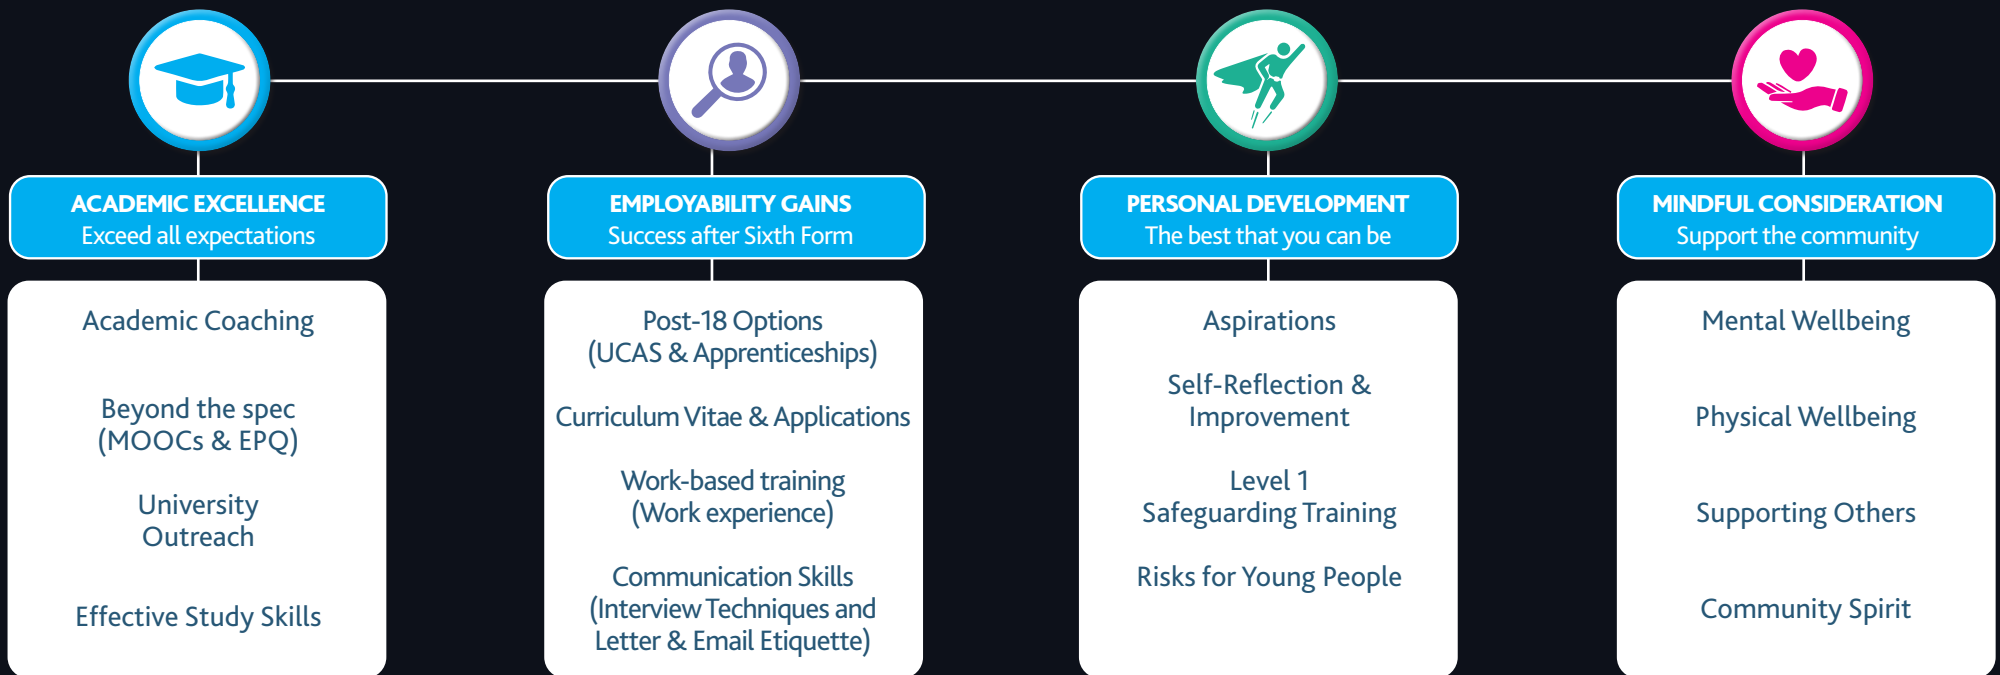 ACADEMIC EXCELLENCE
Exceed all expectations
Academic Coaching
Beyond the spec
(MOOCs & EPQ)
University
Outreach
Effective Study Skills
EMPLOYABILITY GAINS
Success after Sixth Form
Post-18 Options
(UCAS & Apprenticeships)
Curriculum Vitae & Applications
Work-based training
(Work experience)
Communication Skills
(Interview Techniques and
Letter & Email Etiquette)
PERSONAL DEVELOPMENT
The best that you can be
Aspirations
Self-Reflection &
Improvement
Level 1
Safeguarding Training
Risks for Young People
MINDFUL CONSIDERATION
Support the community
Mental Wellbeing
Physical Wellbeing
Supporting Others
Community Spirit